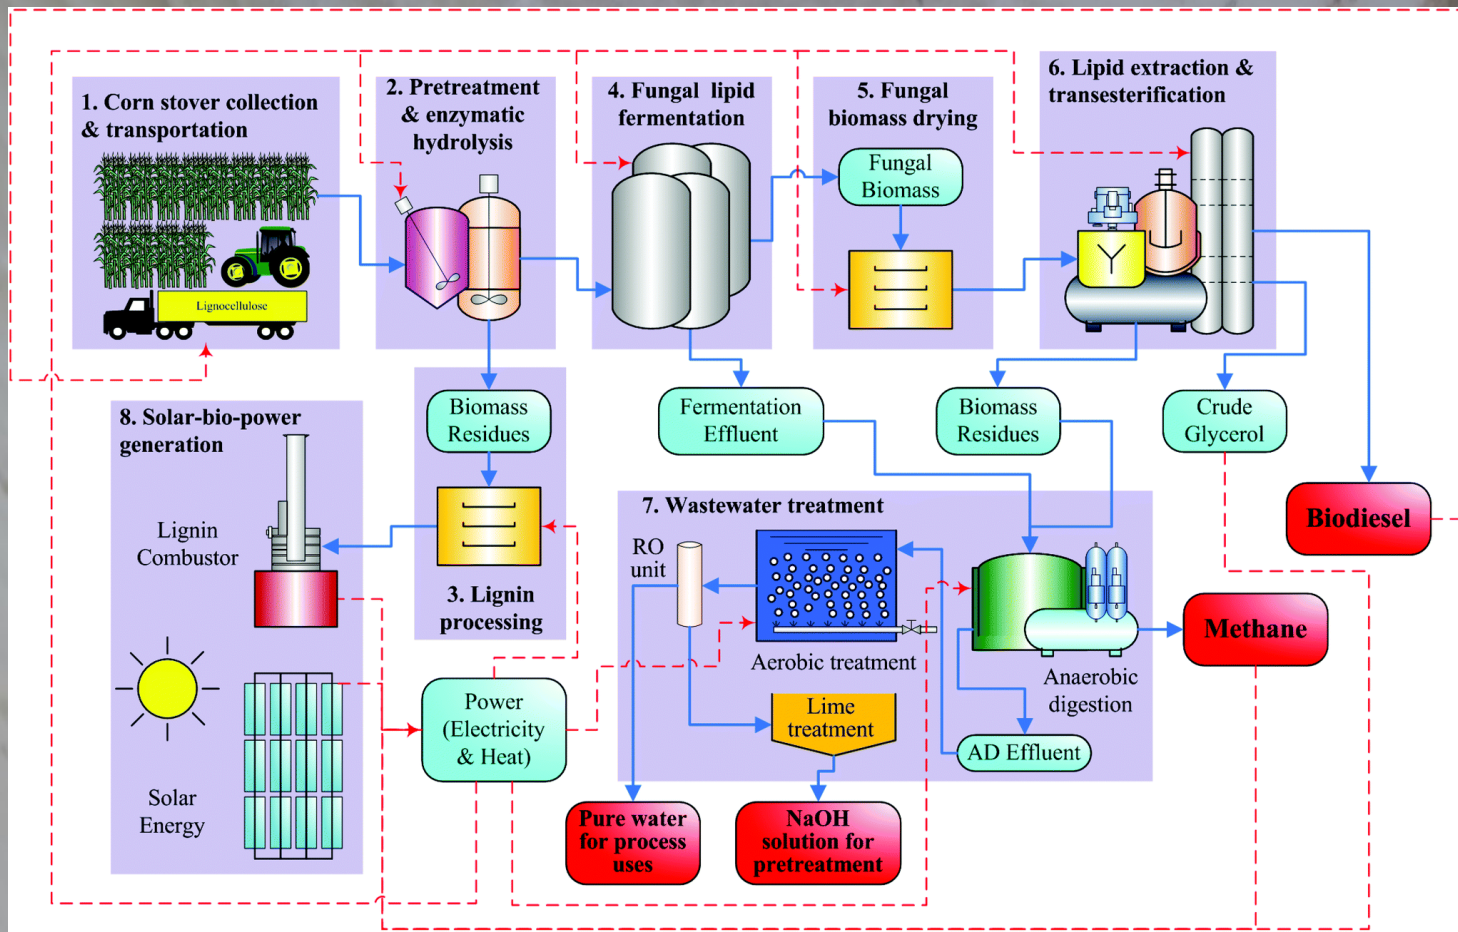 1. Corn stover collection
& transportation
Lignocellulose
2. Pretreatment
& enzymatic
hydrolysis
4. Fungal lipid
fermentation
5. Fungal
biomass drying
Fungal
Biomass
6. Lipid extraction &
transesterification
Biomass
Residues
Fermentation
Effluent
Biomass
Residues
Crude
Glycerol
Biodiesel
8. Solar-bio-power
generation
Lignin
Combustor
Solar
Energy
3. Lignin
processing
Power
(Electricity
& Heat)
7. Wastewater treatment
RO
unit
Aerobic treatment
Lime
treatment
Anaerobic
digestion
AD Effluent
Methane
Pure water
for process
uses
NaOH
solution for
pretreatment